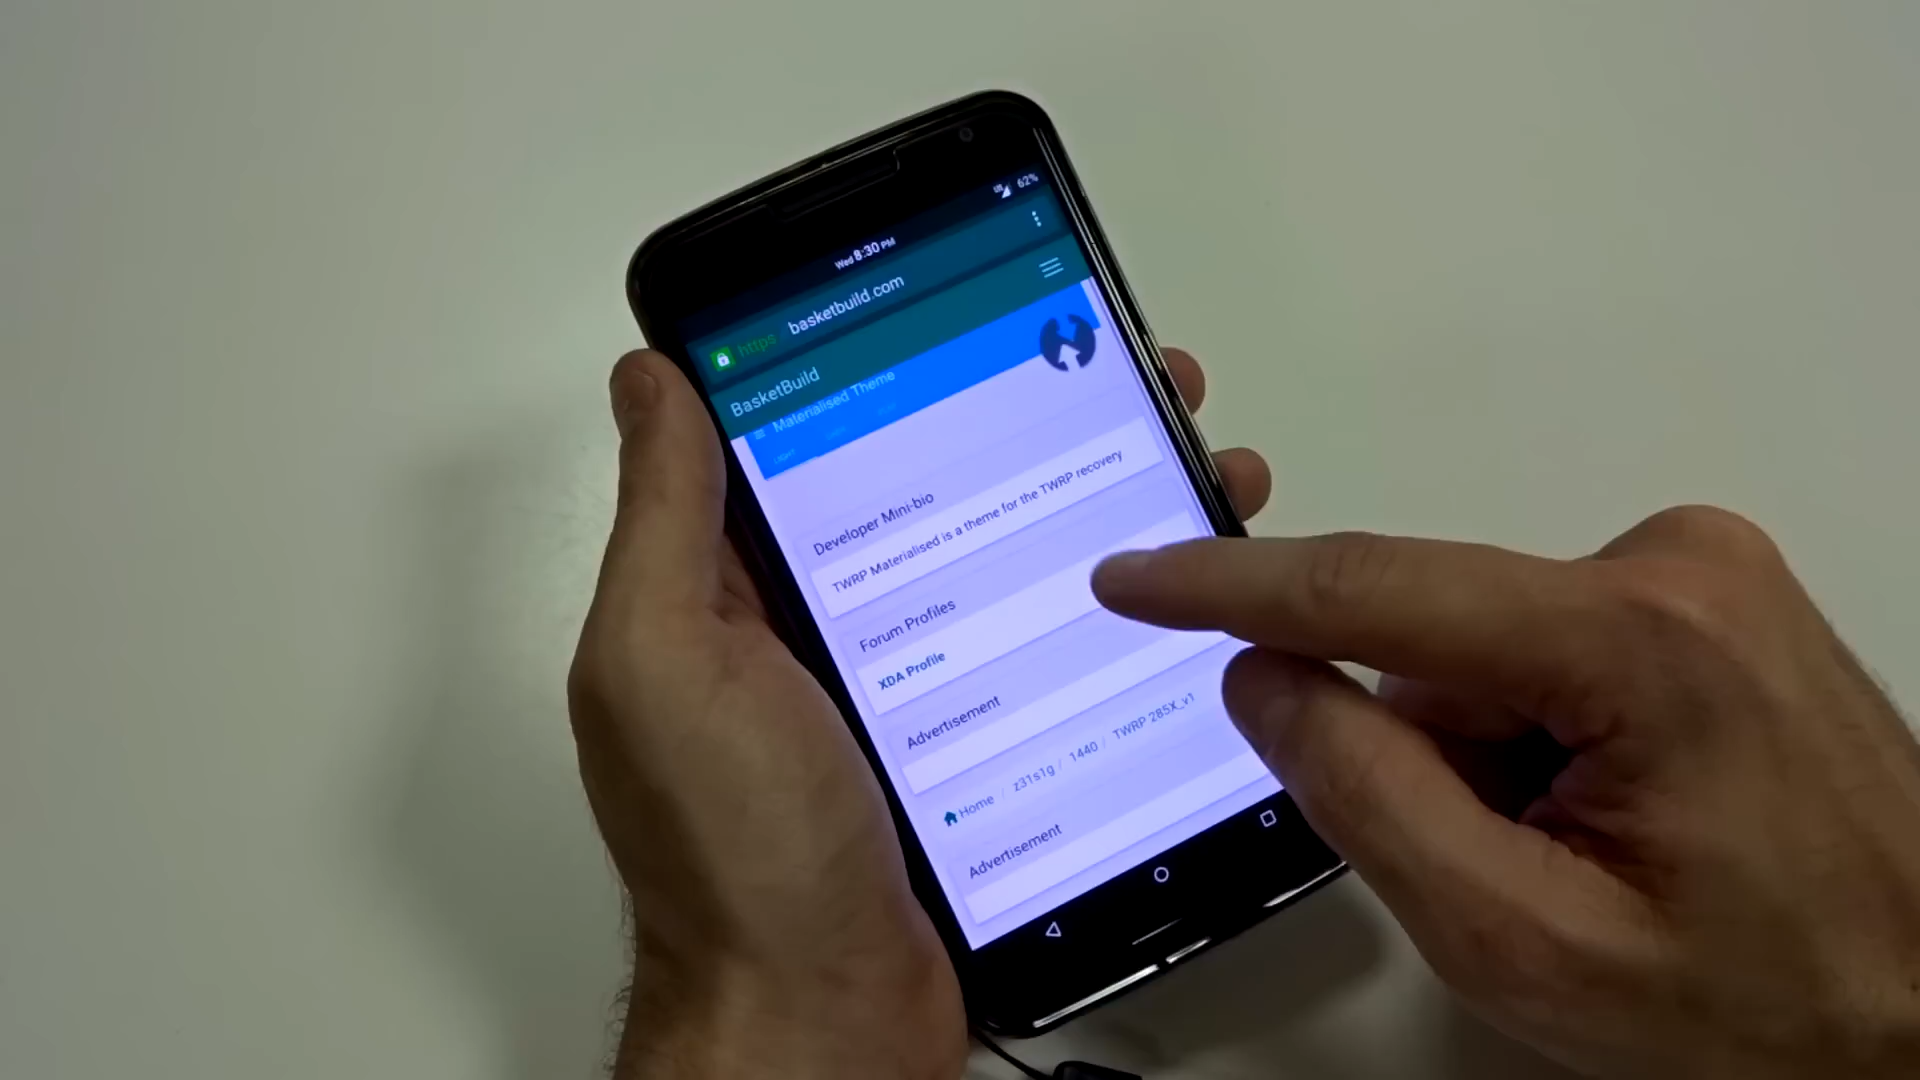 62%
Wed 8:30 PM
https basketbuild.com
BasketBuild
Materialised Theme
LIGHT
Developer Mini-bio
TWRP Materialised is a theme for the TWRP recovery
Forum Profiles
XDA Profile
Advertisement
Home / z31s1g / 1440 / TWRP 285X_v1
Advertisement